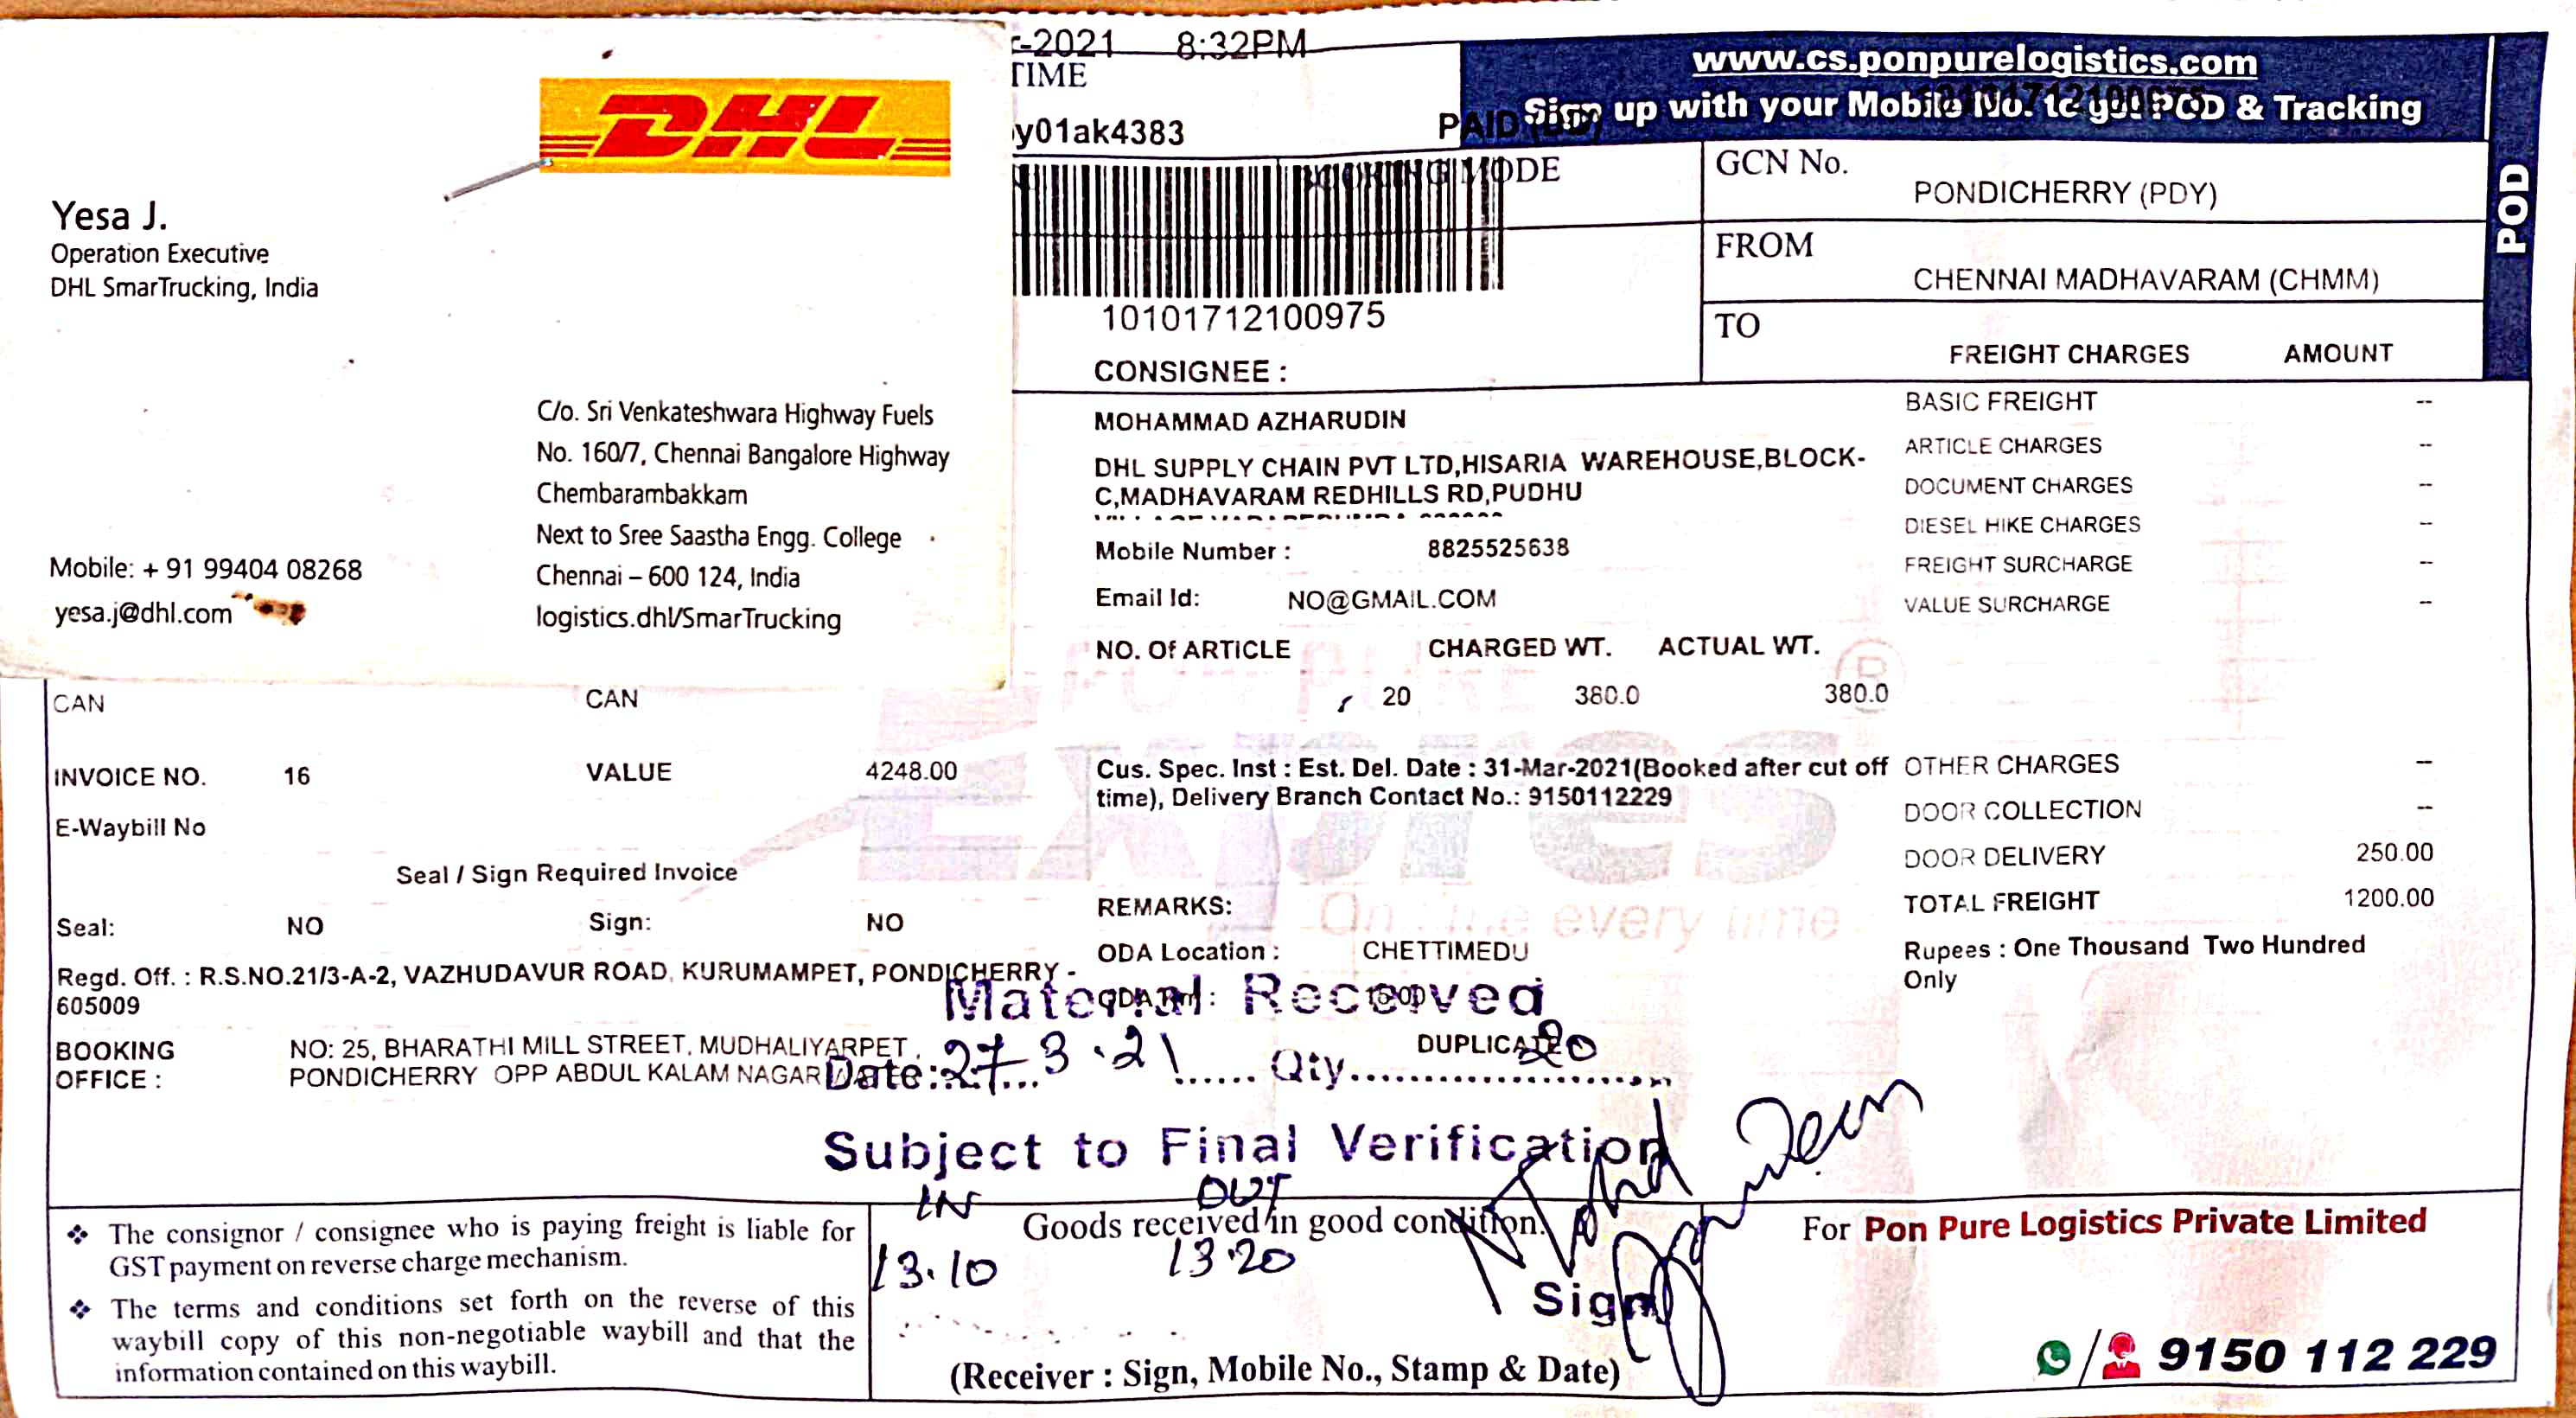 -2021 8:32PM
TIME
www.cs.ponpurelogistics.com
Sign up with your Mobile No. to get POD & Tracking
10101712100975
PAID
y01ak4383
POD
BOOKING MODE
GCN No.
PONDICHERRY (PDY)
FROM
CHENNAI MADHAVARAM (CHMM)
TO
10101712100975
FREIGHT CHARGES AMOUNT
DHL
Yesa J.
Operation Executive
DHL SmarTrucking, India
C/o. Sri Venkateshwara Highway Fuels
No. 160/7, Chennai Bangalore Highway
Chembarambakkam
Next to Sree Saastha Engg. College
Chennai – 600 124, India
logistics.dhl/SmarTrucking
Mobile: + 91 99404 08268
yesa.j@dhl.com
CONSIGNEE :
MOHAMMAD AZHARUDIN
DHL SUPPLY CHAIN PVT LTD,HISARIA WAREHOUSE,BLOCK-
C,MADHAVARAM REDHILLS RD,PUDHU
Mobile Number : 8825525638
Email Id: NO@GMAIL.COM
NO. Of ARTICLE CHARGED WT. ACTUAL WT.
20 380.0 380.0
BASIC FREIGHT --
ARTICLE CHARGES --
DOCUMENT CHARGES --
DIESEL HIKE CHARGES --
FREIGHT SURCHARGE --
VALUE SURCHARGE --
CAN CAN
INVOICE NO. 16 VALUE 4248.00
E-Waybill No
Seal / Sign Required Invoice
Seal: NO Sign: NO
Cus. Spec. Inst : Est. Del. Date : 31-Mar-2021(Booked after cut off
time), Delivery Branch Contact No.: 9150112229
Expres
On time every time
REMARKS:
ODA Location : CHETTIMEDU
OTHER CHARGES --
DOOR COLLECTION --
DOOR DELIVERY 250.00
TOTAL FREIGHT 1200.00
Rupees : One Thousand Two Hundred
Only
Regd. Off. : R.S.NO.21/3-A-2, VAZHUDAVUR ROAD, KURUMAMPET, PONDICHERRY -
605009
BOOKING
OFFICE :
NO: 25, BHARATHI MILL STREET, MUDHALIYARPET ,
PONDICHERRY OPP ABDUL KALAM NAGAR
DUPLICATE
Material Received
Date: 27.3.21 Qty 20
Subject to Final Verification
IN OUT
13.10 13.20
Sign
The consignor / consignee who is paying freight is liable for
GST payment on reverse charge mechanism.
The terms and conditions set forth on the reverse of this
waybill copy of this non-negotiable waybill and that the
information contained on this waybill.
Goods received in good condition.
(Receiver : Sign, Mobile No., Stamp & Date)
For Pon Pure Logistics Private Limited
9150 112 229